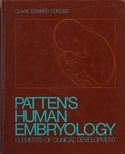 CLARK EDWARD CORLISS
PATTEN'S
HUMAN
EMBRYOLOGY
ELEMENTS OF CLINICAL DEVELOPMENT